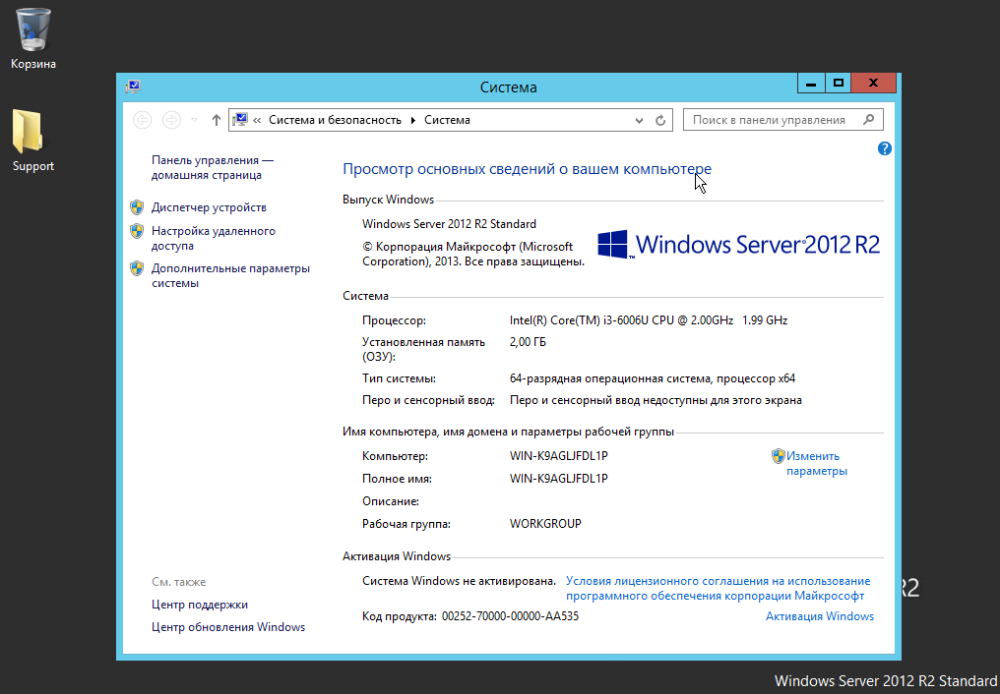 Корзина
Support
Система
« Система и безопасность
Система
Поиск в панели управления
?
Панель управления —
домашняя страница
Диспетчер устройств
Настройка удаленного
доступа
Дополнительные параметры
системы
См. также
Центр поддержки
Центр обновления Windows
Просмотр основных сведений о вашем компьютере
Выпуск Windows
Windows Server 2012 R2 Standard
© Корпорация Майкрософт (Microsoft
Corporation), 2013. Все права защищены.
Windows Server® 2012 R2
Система
Процессор: Intel(R) Core(TM) i3-6006U CPU @ 2.00GHz 1.99 GHz
Установленная память
(ОЗУ): 2,00 ГБ
Тип системы: 64-разрядная операционная система, процессор x64
Перо и сенсорный ввод: Перо и сенсорный ввод недоступны для этого экрана
Имя компьютера, имя домена и параметры рабочей группы
Компьютер: WIN-K9AGLJFDL1P
Изменить
параметры
Полное имя: WIN-K9AGLJFDL1P
Описание:
Рабочая группа: WORKGROUP
Активация Windows
Система Windows не активирована. Условия лицензионного соглашения на использование
программного обеспечения корпорации Майкрософт
Код продукта: 00252-70000-00000-AA535 Активация Windows
R2
Windows Server 2012 R2 Standard